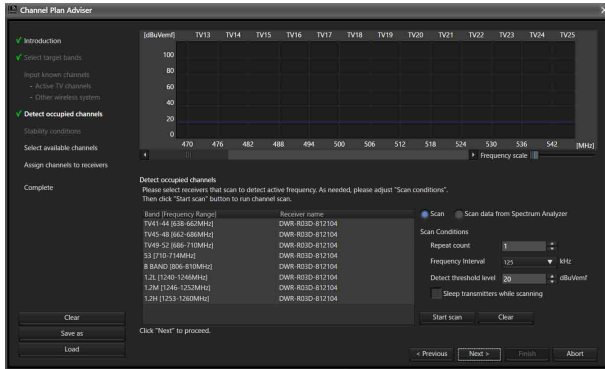 Channel Plan Adviser
Introduction
Select target bands
Input known channels
- Active TV channels
- Other wireless system
Detect occupied channels
Stability conditions
Select available channels
Assign channels to receivers
Complete
Clear
Save as
Load
[dBuVemf] TV13 TV14 TV15 TV16 TV17 TV18 TV19 TV20 TV21 TV22 TV23 TV24 TV25
100
80
60
40
20
0
470 476 482 488 494 500 506 512 518 524 530 536 542 [MHz]
Frequency scale
Detect occupied channels
Please select receivers that scan to detect active frequency. As needed, please adjust "Scan conditions".
Then click "Start scan" button to run channel scan.
Band [Frequency Range] Receiver name
TV41-44 [638-662MHz] DWR-R03D-812104
TV45-48 [662-686MHz] DWR-R03D-812104
TV49-52 [686-710MHz] DWR-R03D-812104
53 [710-714MHz] DWR-R03D-812104
B BAND [806-810MHz] DWR-R03D-812104
1.2L [1240-1246MHz] DWR-R03D-812104
1.2M [1246-1252MHz] DWR-R03D-812104
1.2H [1253-1260MHz] DWR-R03D-812104
Scan Scan data from Spectrum Analyzer
Scan Conditions
Repeat count 1
Frequency Interval 125 kHz
Detect threshold level 20 dBuVemf
Sleep transmitters while scanning
Start scan Clear
Click "Next" to proceed.
< Previous Next > Finish Abort